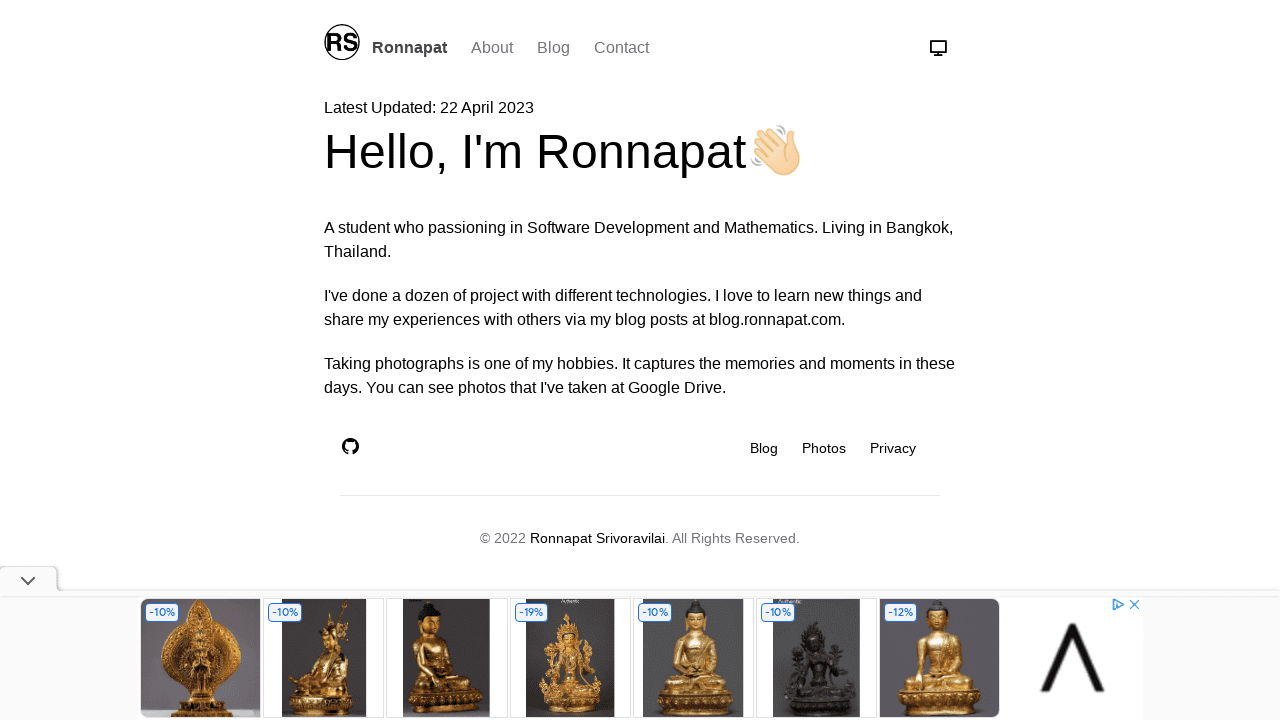 RS Ronnapat About Blog Contact
Latest Updated: 22 April 2023
Hello, I'm Ronnapat
A student who passioning in Software Development and Mathematics. Living in Bangkok,
Thailand.
I've done a dozen of project with different technologies. I love to learn new things and
share my experiences with others via my blog posts at blog.ronnapat.com.
Taking photographs is one of my hobbies. It captures the memories and moments in these
days. You can see photos that I've taken at Google Drive.
Blog Photos Privacy
© 2022 Ronnapat Srivoravilai. All Rights Reserved.
-10% -10% -19% -10% -10% -12%
Authentic